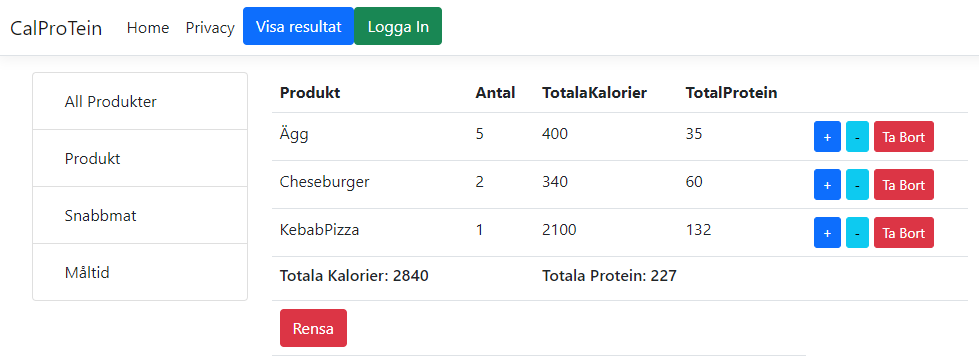 CalProTein Home Privacy Visa resultat Logga In
All Produkter
Produkt
Snabbmat
Måltid
Produkt Antal TotalaKalorier TotalProtein
Ägg 5 400 35 + - Ta Bort
Cheseburger 2 340 60 + - Ta Bort
KebabPizza 1 2100 132 + - Ta Bort
Totala Kalorier: 2840 Totala Protein: 227
Rensa